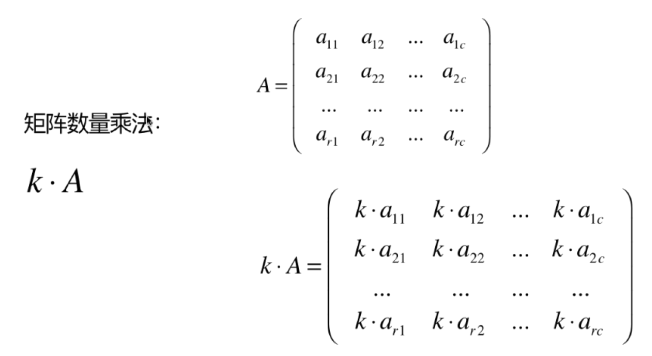 矩阵数量乘法:
k · A
A = ( a₁₁ a₁₂ ... a₁c
a₂₁ a₂₂ ... a₂c
... ... ... ...
aᵣ₁ aᵣ₂ ... aᵣc )
k · A = ( k · a₁₁ k · a₁₂ ... k · a₁c
k · a₂₁ k · a₂₂ ... k · a₂c
... ... ... ...
k · aᵣ₁ k · aᵣ₂ ... k · aᵣc )